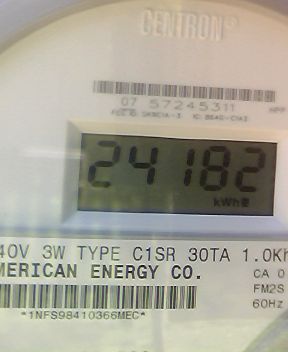 CENTRON®
07 57245311
24182
kWh
40V 3W TYPE C1SR 30TA 1.0Kh
MERICAN ENERGY CO.
CA 0
FM2S
60Hz
*1NFS98410366MEC*